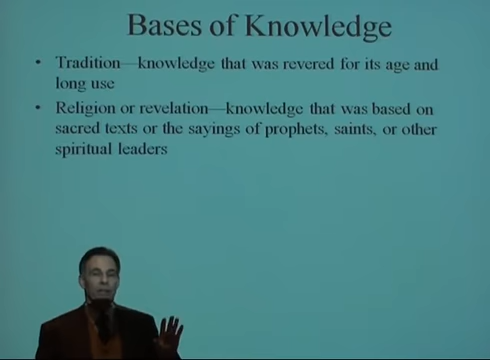 Bases of Knowledge
• Tradition—knowledge that was revered for its age and
long use
• Religion or revelation—knowledge that was based on
sacred texts or the sayings of prophets, saints, or other
spiritual leaders